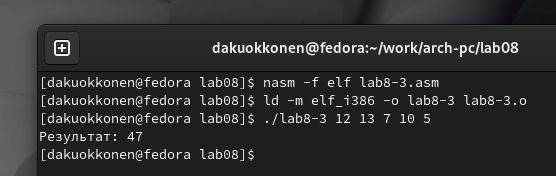 dakuokkonen@fedora:~/work/arch-pc/lab08
[dakuokkonen@fedora lab08]$ nasm -f elf lab8-3.asm
[dakuokkonen@fedora lab08]$ ld -m elf_i386 -o lab8-3 lab8-3.o
[dakuokkonen@fedora lab08]$ ./lab8-3 12 13 7 10 5
Результат: 47
[dakuokkonen@fedora lab08]$